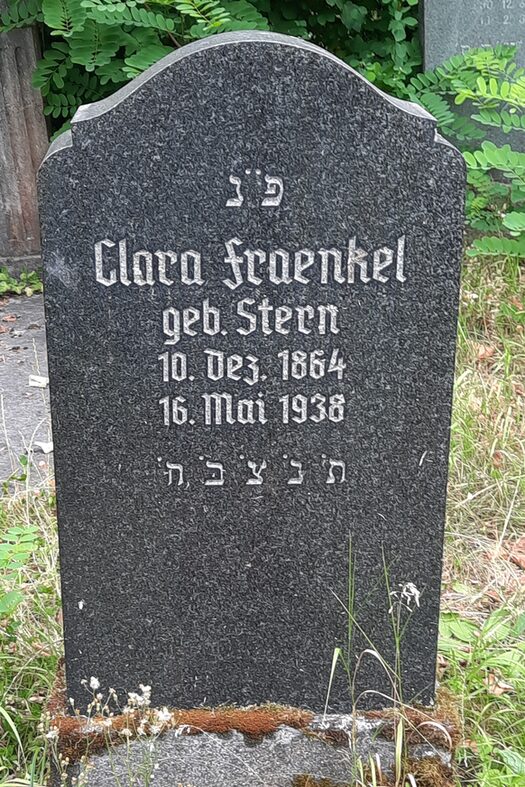 פ״נ
Clara Fraenkel
geb. Stern
10. Dez. 1864
16. Mai 1938
ת֗ נ֗ צ֗ ב֗ ה֗